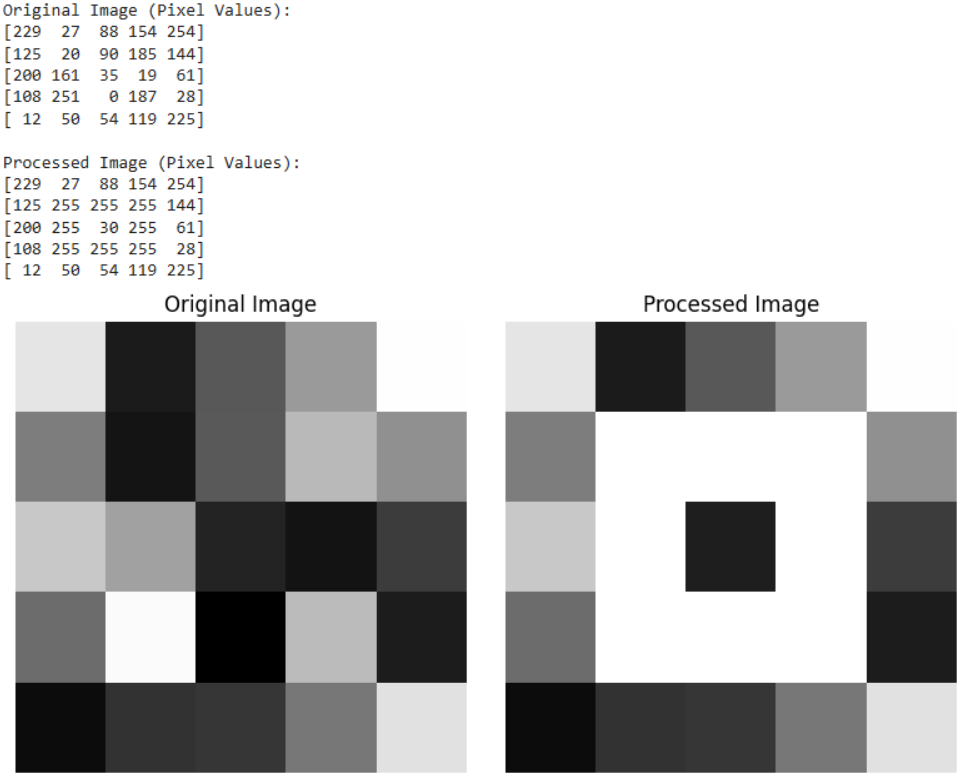 Original Image (Pixel Values):
[229  27  88 154 254]
[125  20  90 185 144]
[200 161  35  19  61]
[108 251   0 187  28]
[ 12  50  54 119 225]
Processed Image (Pixel Values):
[229  27  88 154 254]
[125 255 255 255 144]
[200 255  30 255  61]
[108 255 255 255  28]
[ 12  50  54 119 225]
Original Image
Processed Image